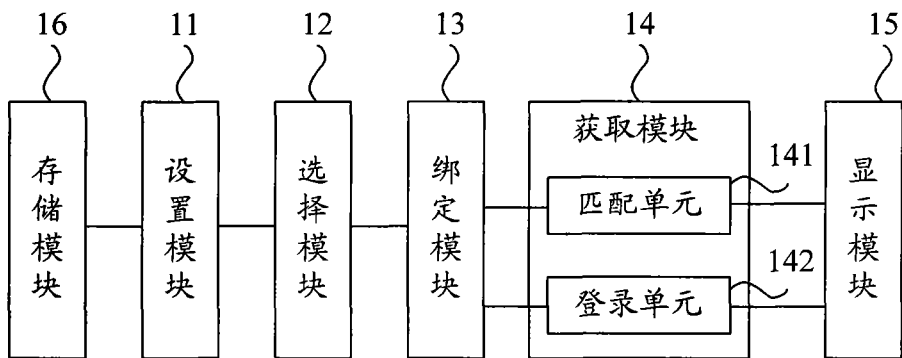 16
11
12
13
14
15
存储模块
设置模块
选择模块
绑定模块
获取模块
141
匹配单元
142
登录单元
显示模块